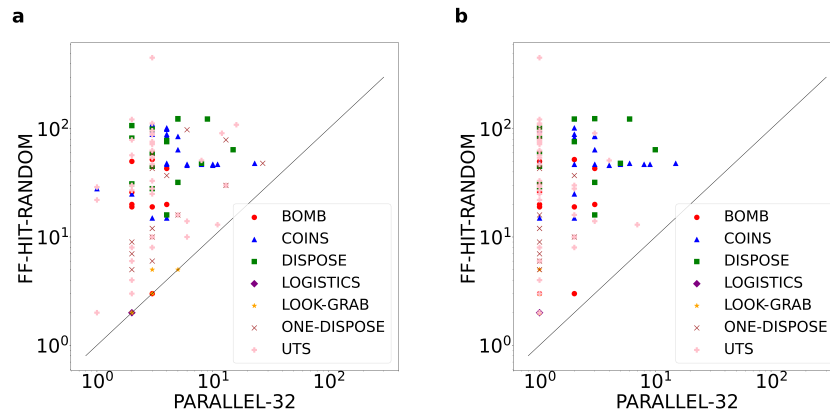 a
b
FF-HIT-RANDOM
10²
10¹
10⁰
BOMB
COINS
DISPOSE
LOGISTICS
LOOK-GRAB
ONE-DISPOSE
UTS
10⁰
10¹
10²
PARALLEL-32
FF-HIT-RANDOM
10²
10¹
10⁰
BOMB
COINS
DISPOSE
LOGISTICS
LOOK-GRAB
ONE-DISPOSE
UTS
10⁰
10¹
10²
PARALLEL-32